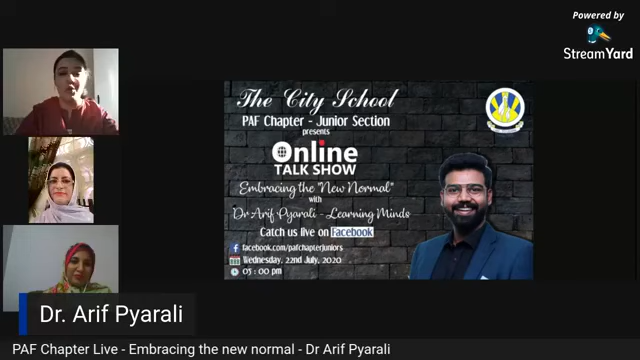 Powered by
StreamYard
The City School
PAF Chapter - Junior Section
presents
Online
TALK SHOW
Embracing the "New Normal"
with
Dr Arif Pyarali - Learning Minds
Catch us live on Facebook
facebook.com/pafchapterjuniors
Wednesday, 22nd July, 2020
03 : 00 pm
Dr. Arif Pyarali
PAF Chapter Live - Embracing the new normal - Dr Arif Pyarali